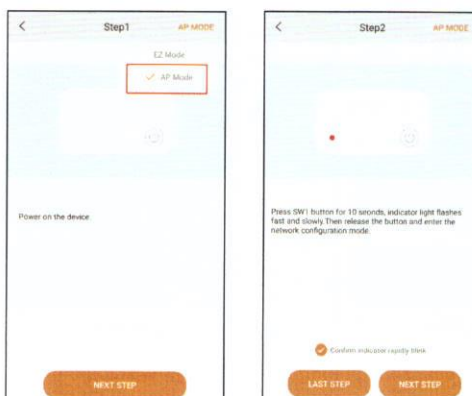 Step1
AP MODE
EZ Mode
AP Mode
Power on the device
NEXT STEP
Step2
AP MODE
Press SW1 button for 10 seonds, indicator light flashes
fast and slowly. Then release the button and enter the
network configuration mode.
Confirm indicator rapidly blink
LAST STEP
NEXT STEP